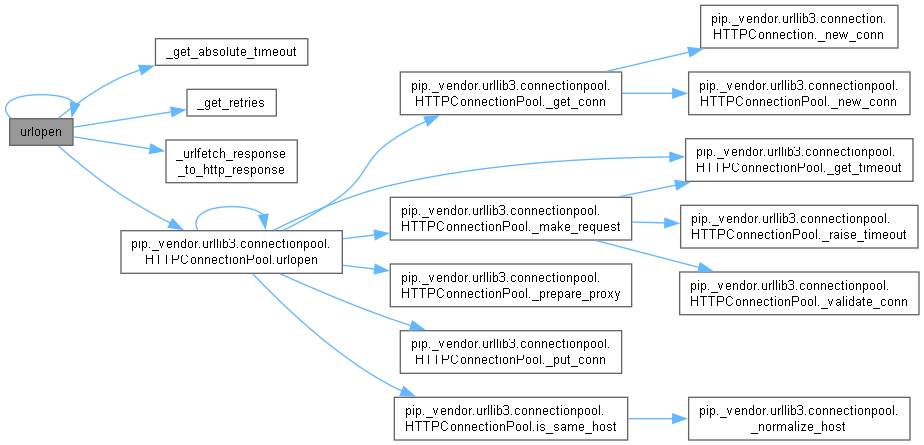 urlopen
_get_absolute_timeout
_get_retries
_urlfetch_response
_to_http_response
pip._vendor.urllib3.connectionpool.
HTTPConnectionPool.urlopen
pip._vendor.urllib3.connectionpool.
HTTPConnectionPool._get_conn
pip._vendor.urllib3.connectionpool.
HTTPConnectionPool._make_request
pip._vendor.urllib3.connectionpool.
HTTPConnectionPool._prepare_proxy
pip._vendor.urllib3.connectionpool.
HTTPConnectionPool._put_conn
pip._vendor.urllib3.connectionpool.
HTTPConnectionPool.is_same_host
pip._vendor.urllib3.connection.
HTTPConnection._new_conn
pip._vendor.urllib3.connectionpool.
HTTPConnectionPool._new_conn
pip._vendor.urllib3.connectionpool.
HTTPConnectionPool._get_timeout
pip._vendor.urllib3.connectionpool.
HTTPConnectionPool._raise_timeout
pip._vendor.urllib3.connectionpool.
HTTPConnectionPool._validate_conn
pip._vendor.urllib3.connectionpool.
_normalize_host